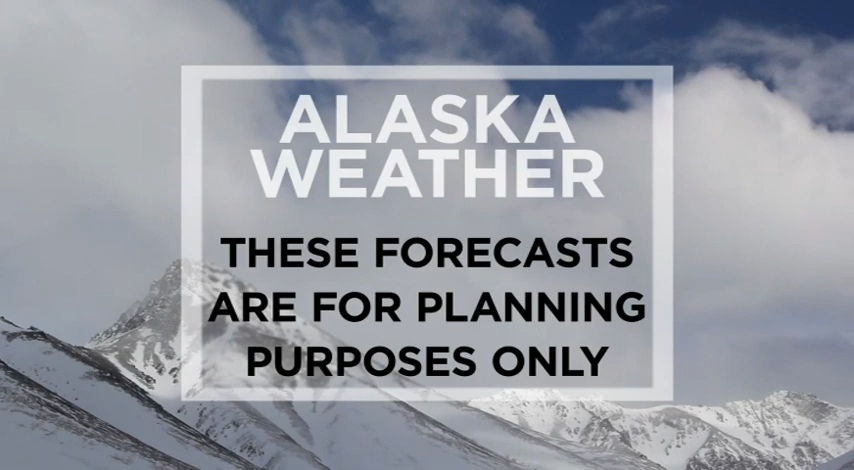 ALASKA
WEATHER
THESE FORECASTS
ARE FOR PLANNING
PURPOSES ONLY